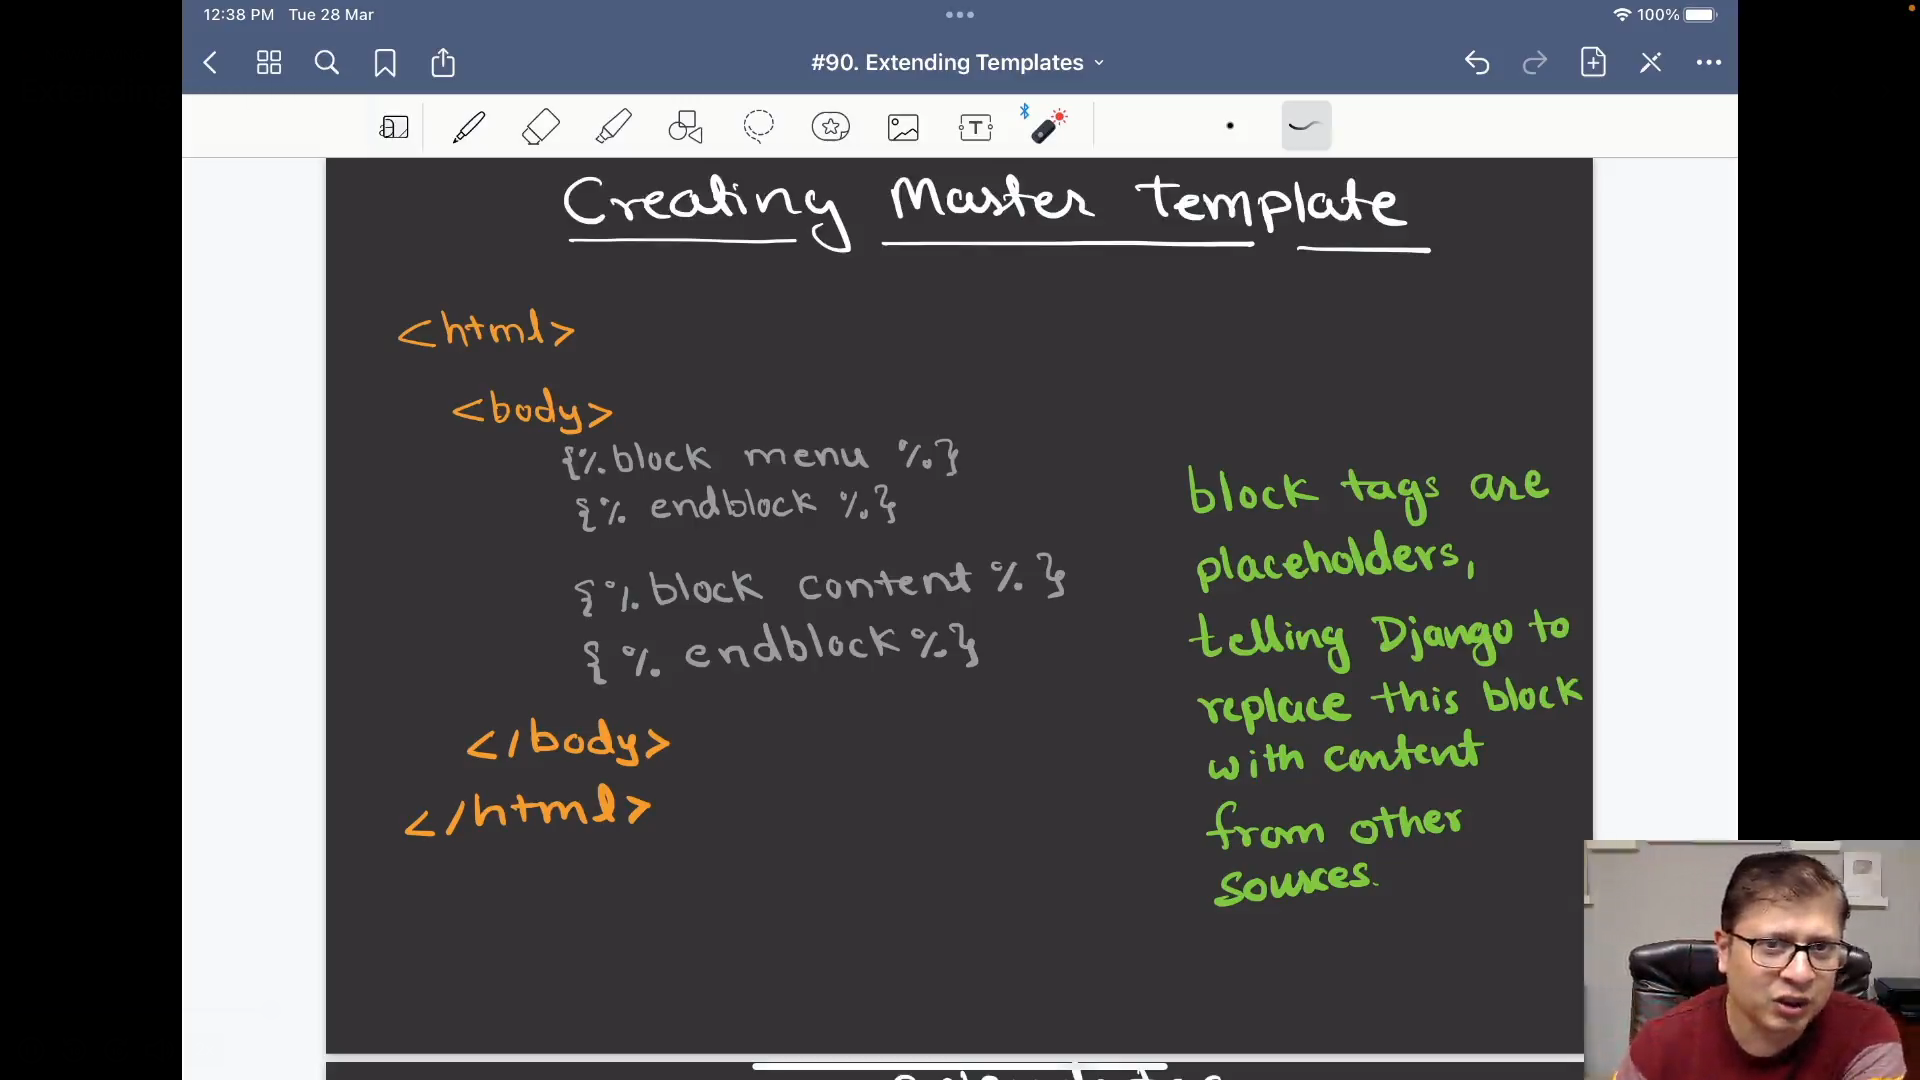 12:38 PM Tue 28 Mar
100%
#90. Extending Templates
Creating Master Template
<html>
<body>
{% block menu %}
{% endblock %}
{% block content % }
{ % endblock %}
</body>
</html>
block tags are
placeholders,
telling Django to
replace this block
with content
from other
sources.